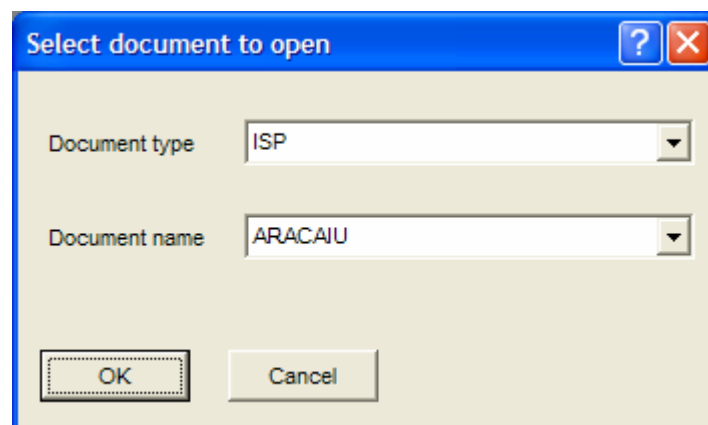 Select document to open
Document type ISP
Document name ARACAIU
OK Cancel